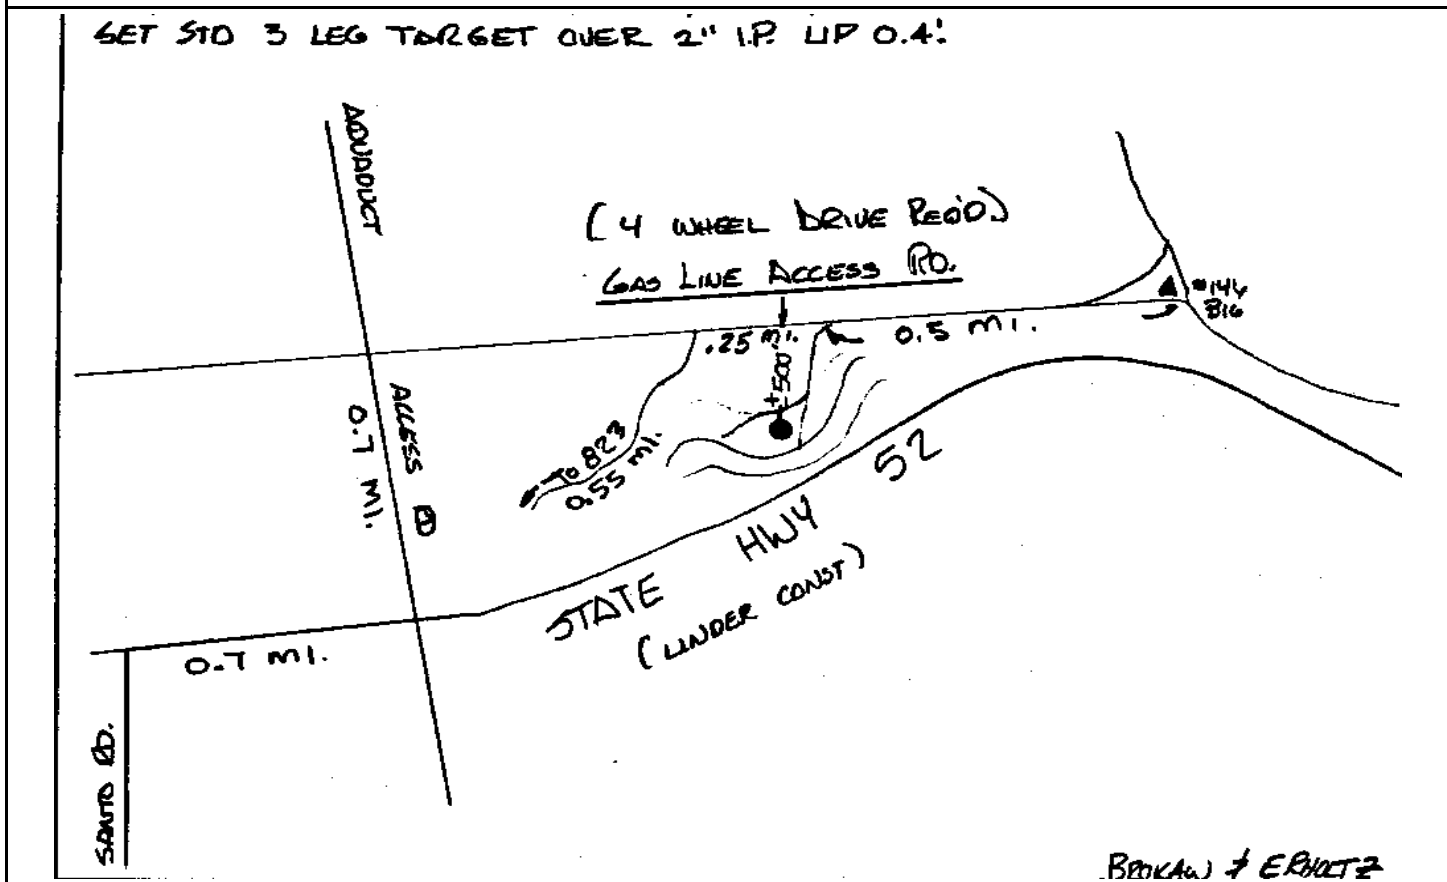 SET STD 3 LEG TARGET OVER 2" I.P. UP 0.4'.
AQUADUCT
(4 WHEEL DRIVE REQ'D.)
GAS LINE ACCESS RD.
#144
816
.25 mi.
0.5 mi.
±500'
ACCESS RD
0.7 MI.
TO 823
0.55 mi.
52
HWY
STATE
(UNDER CONST)
0.7 mi.
SANTO RD.
BROKAW & ERHOLTZ